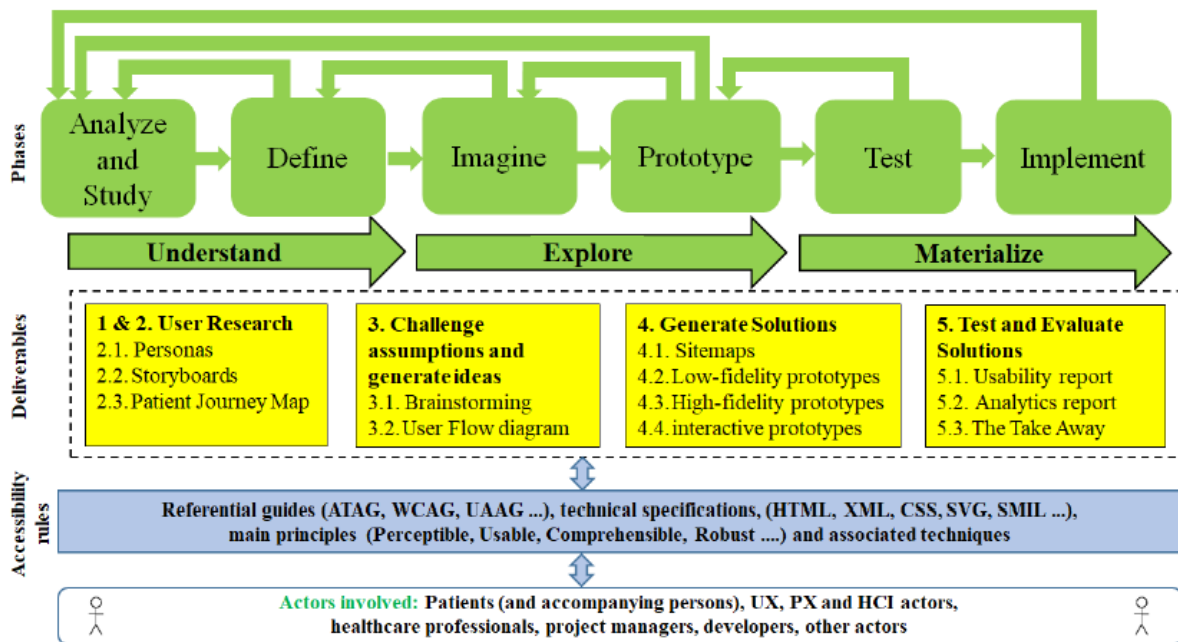 Phases
Analyze
and
Study
Define
Imagine
Prototype
Test
Implement
Understand
Explore
Materialize
Deliverables
1 & 2. User Research
2.1. Personas
2.2. Storyboards
2.3. Patient Journey Map
3. Challenge
assumptions and
generate ideas
3.1. Brainstorming
3.2. User Flow diagram
4. Generate Solutions
4.1. Sitemaps
4.2. Low-fidelity prototypes
4.3. High-fidelity prototypes
4.4. interactive prototypes
5. Test and Evaluate
Solutions
5.1. Usability report
5.2. Analytics report
5.3. The Take Away
Accessibility
rules
Referential guides (ATAG, WCAG, UAAG ...), technical specifications, (HTML, XML, CSS, SVG, SMIL ...),
main principles (Perceptible, Usable, Comprehensible, Robust ....) and associated techniques
Actors involved: Patients (and accompanying persons), UX, PX and HCI actors,
healthcare professionals, project managers, developers, other actors